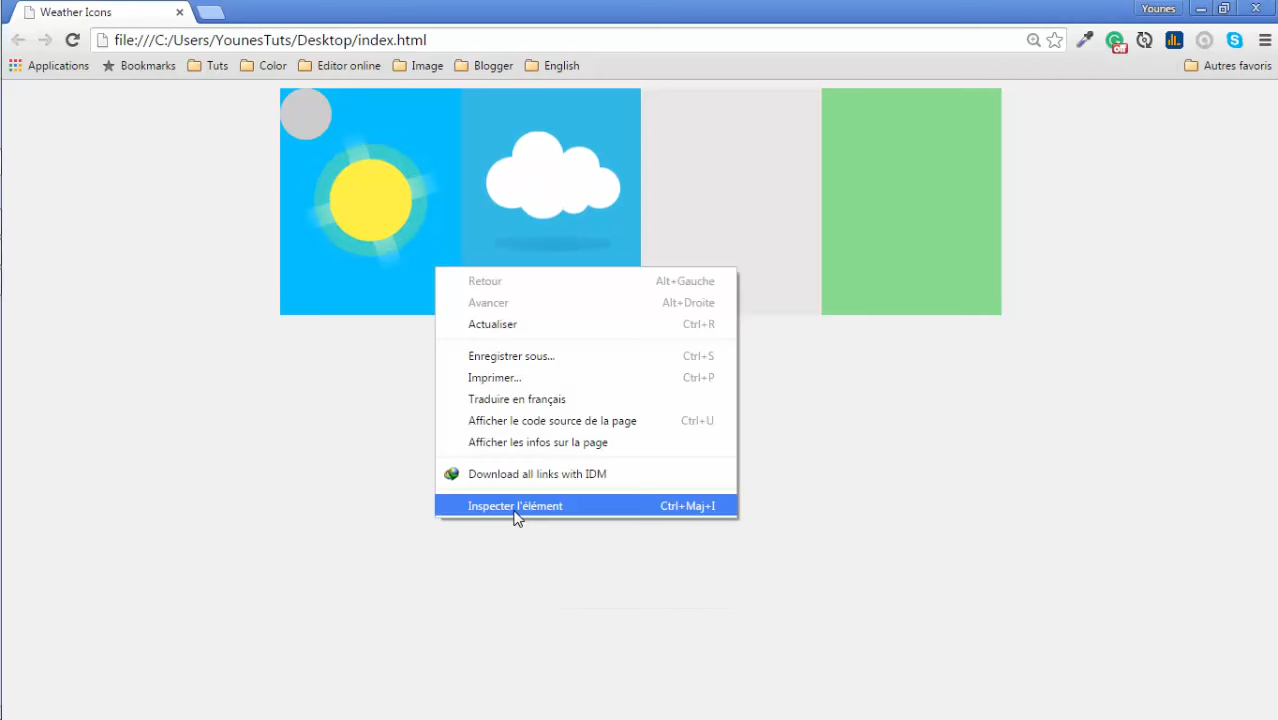 Weather Icons
Younes
file:///C:/Users/YounesTuts/Desktop/index.html
off
Applications Bookmarks Tuts Color Editor online Image Blogger English Autres favoris
Retour Alt+Gauche
Avancer Alt+Droite
Actualiser Ctrl+R
Enregistrer sous... Ctrl+S
Imprimer... Ctrl+P
Traduire en français
Afficher le code source de la page Ctrl+U
Afficher les infos sur la page
Download all links with IDM
Inspecter l'élément Ctrl+Maj+I